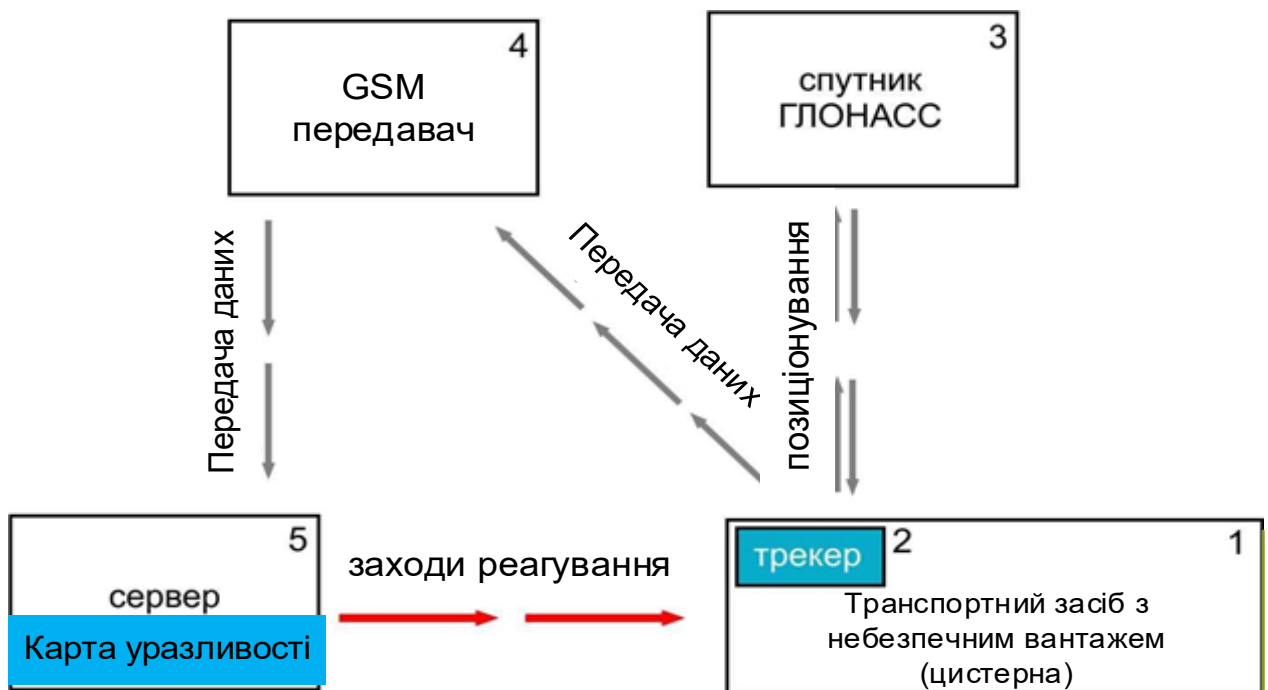 4
GSM
передавач
3
спутник
ГЛОНАСС
Передача даних
Передача даних
позиціонування
5
сервер
Карта уразливості
заходи реагування
трекер
2
1
Транспортний засіб з
небезпечним вантажем
(цистерна)